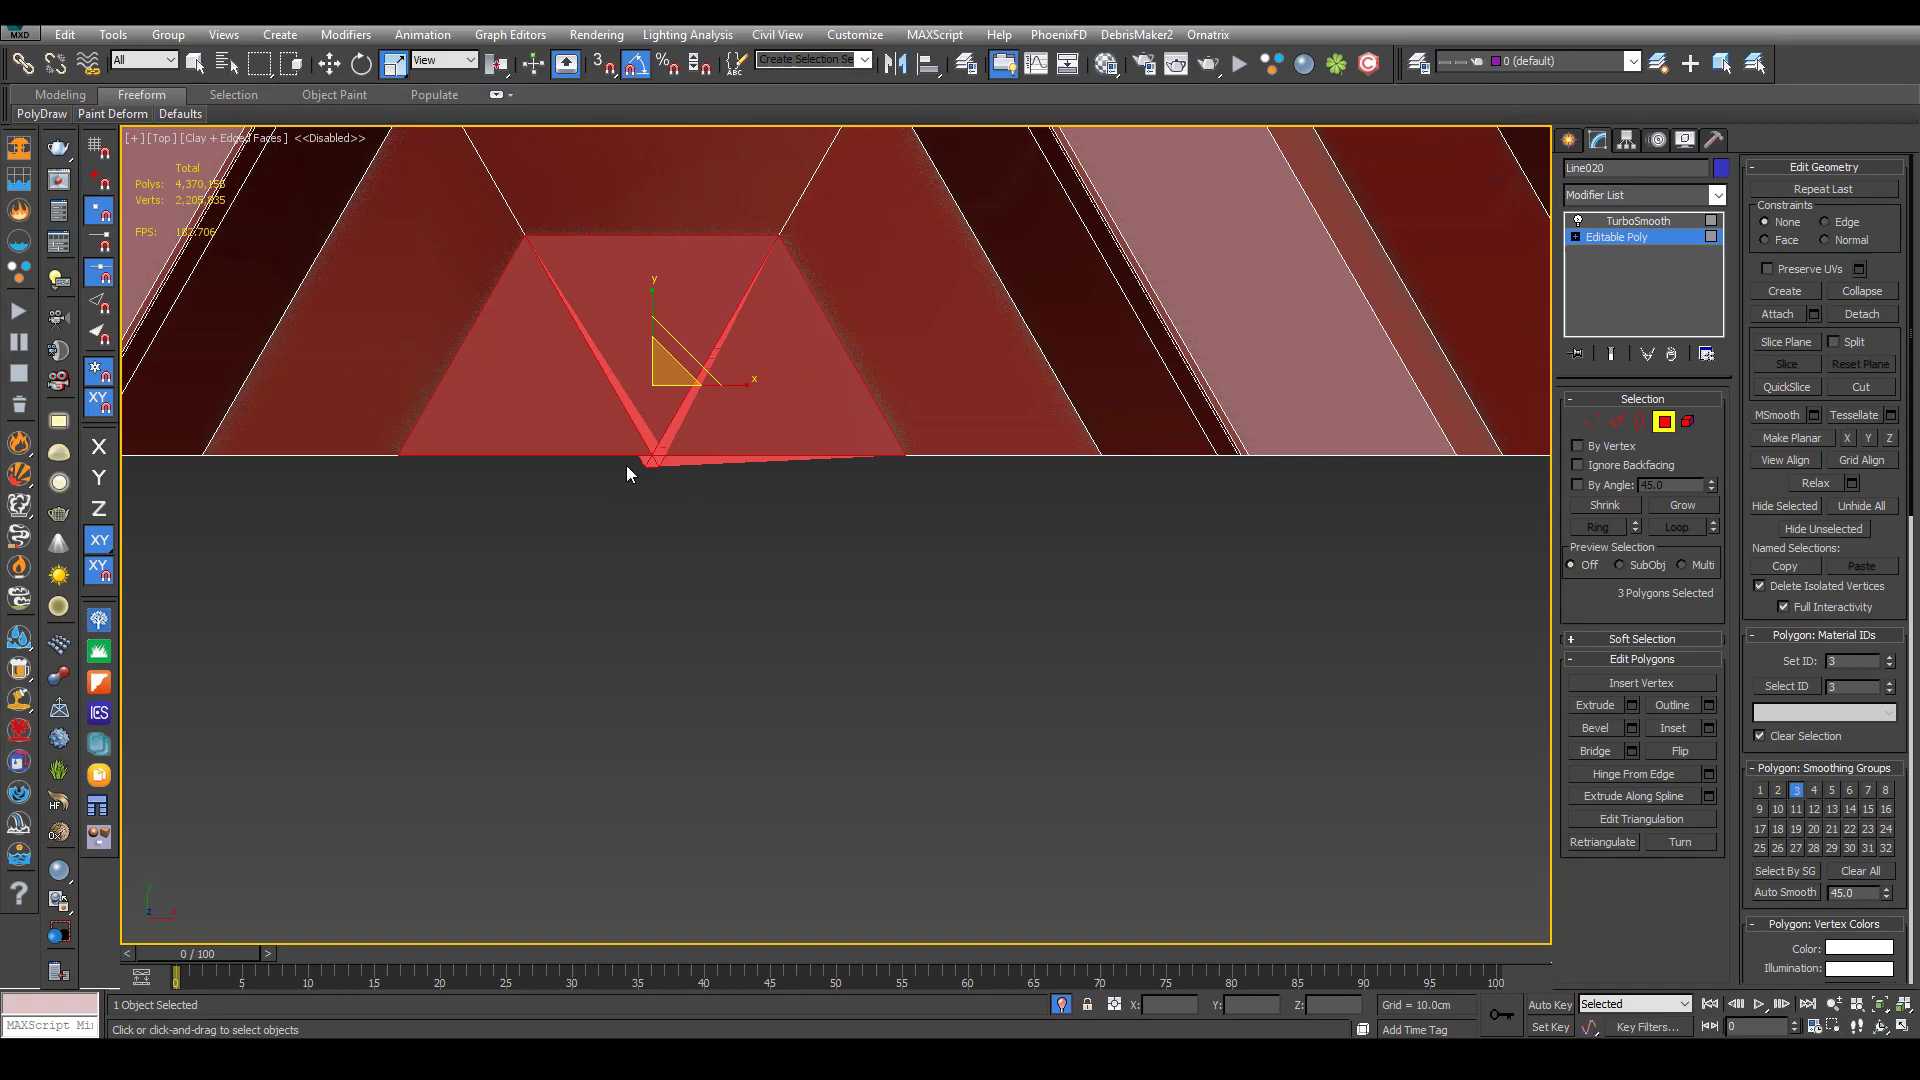 MXD Edit Tools Group Views Create Modifiers Animation Graph Editors Rendering Lighting Analysis Civil View Customize MAXScript Help PhoenixFD DebrisMaker2 Ornatrix
All View 3 Create Selection Se 0 (default)
Modeling Freeform Selection Object Paint Populate
PolyDraw Paint Deform Defaults
[+] [Top] [Clay + Edged Faces] <<Disabled>>
Total
Polys: 4,370,156
Verts:
FPS:
y
x
X
Y
Z
XY
XY
XY
IES
HF
Line020
Modifier List
TurboSmooth
Editable Poly
Selection
By Vertex
Ignore Backfacing
By Angle: 45.0
Shrink Grow
Ring Loop
Preview Selection
Off SubObj Multi
3 Polygons Selected
Soft Selection
Edit Polygons
Insert Vertex
Extrude Outline
Bevel Inset
Bridge Flip
Hinge From Edge
Extrude Along Spline
Edit Triangulation
Retriangulate Turn
Edit Geometry
Repeat Last
Constraints
None Edge
Face Normal
Preserve UVs
Create Collapse
Attach Detach
Slice Plane Split
Slice Reset Plane
QuickSlice Cut
MSmooth Tessellate
Make Planar X Y Z
View Align Grid Align
Relax
Hide Selected Unhide All
Hide Unselected
Named Selections:
Copy Paste
Delete Isolated Vertices
Full Interactivity
Polygon: Material IDs
Set ID: 3
Select ID 3
Clear Selection
Polygon: Smoothing Groups
1 2 3 4 5 6 7 8
9 10 11 12 13 14 15 16
17 18 19 20 21 22 23 24
25 26 27 28 29 30 31 32
Select By SG Clear All
Auto Smooth 45.0
Polygon: Vertex Colors
Color:
Illumination:
< 0 / 100 >
0 5 10 15 20 25 30 35 40 45 50 55 60 65 70 75 80 85 90 95 100
1 Object Selected X: Y: Z: Grid = 10.0cm Auto Key Selected
MAXScript Mi Click or click-and-drag to select objects Add Time Tag Set Key Key Filters... 0